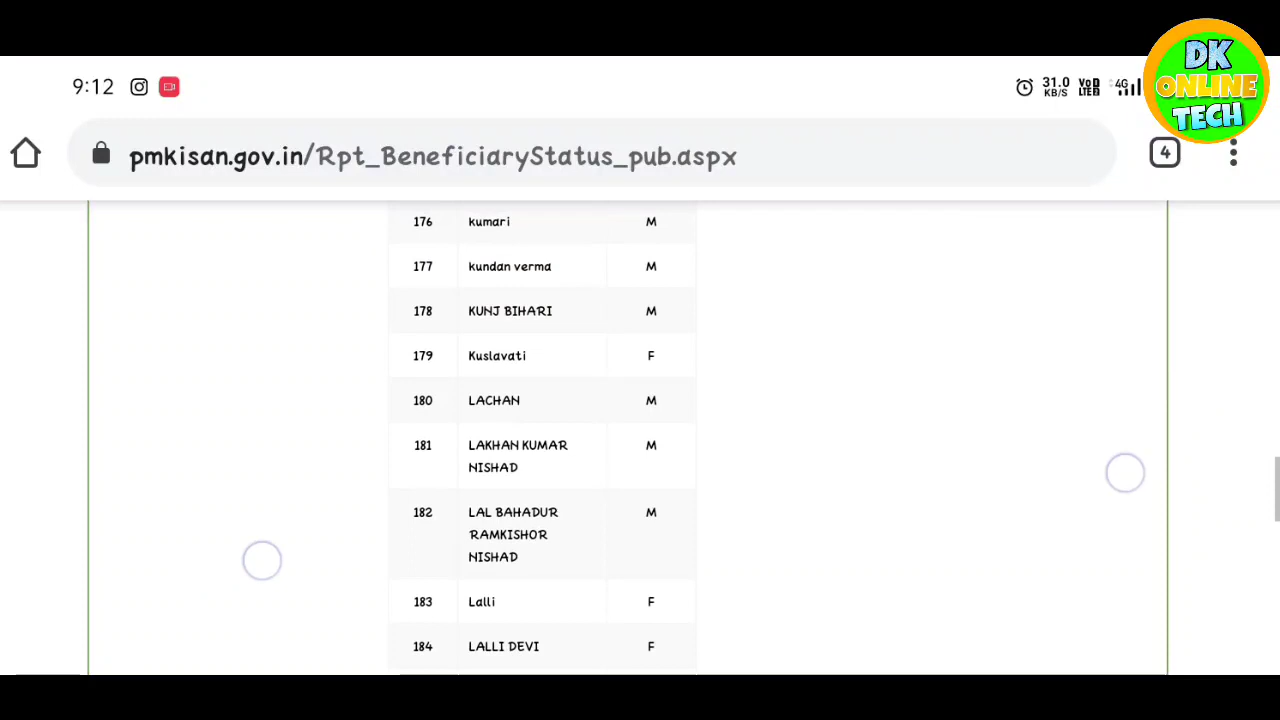 9:12 31.0 KB/S VoD LTE2 4G
DK
ONLINE
TECH
pmkisan.gov.in/Rpt_BeneficiaryStatus_pub.aspx 4
176 kumari M
177 kundan verma M
178 KUNJ BIHARI M
179 Kuslavati F
180 LACHAN M
181 LAKHAN KUMAR M
NISHAD
182 LAL BAHADUR M
RAMKISHOR
NISHAD
183 Lalli F
184 LALLI DEVI F